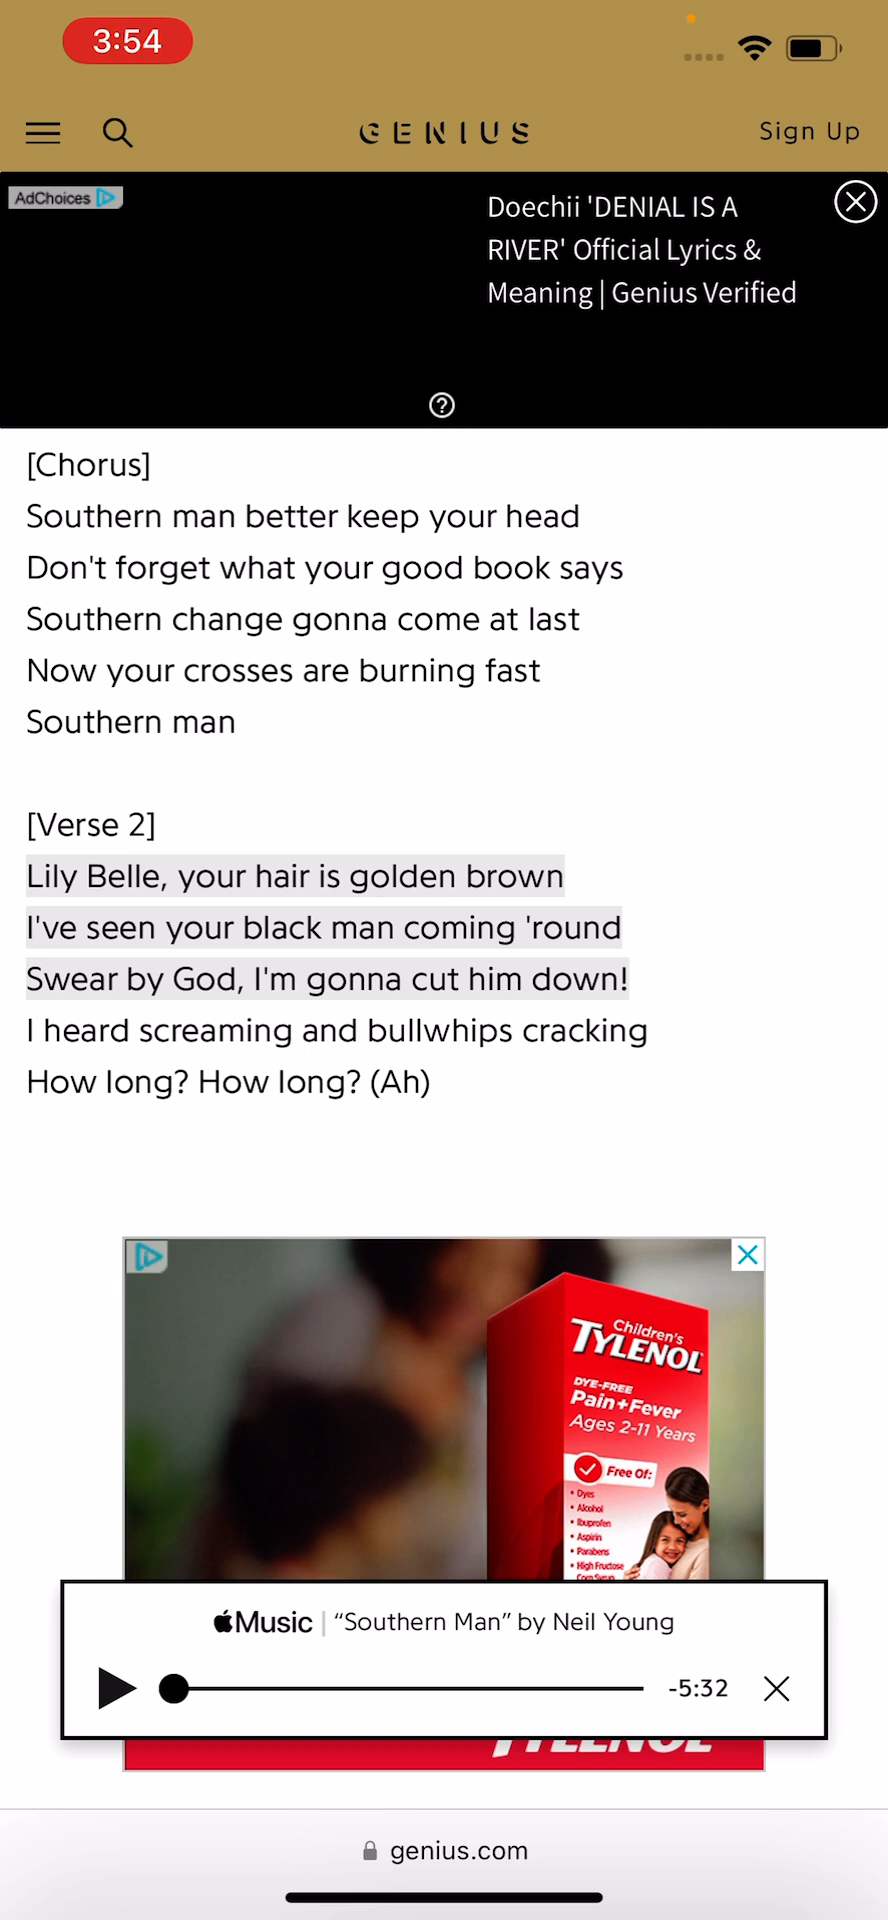 3:54
GENIUS
Sign Up
AdChoices
Doechii 'DENIAL IS A
RIVER' Official Lyrics &
Meaning | Genius Verified
[Chorus]
Southern man better keep your head
Don't forget what your good book says
Southern change gonna come at last
Now your crosses are burning fast
Southern man
[Verse 2]
Lily Belle, your hair is golden brown
I've seen your black man coming 'round
Swear by God, I'm gonna cut him down!
I heard screaming and bullwhips cracking
How long? How long? (Ah)
Children's
TYLENOL
DYE-FREE
Pain+Fever
Ages 2-11 Years
Free Of:
• Dyes
• Alcohol
• Ibuprofen
• Aspirin
• Parabens
• High Fructose
Corn Syrup
Music | “Southern Man” by Neil Young
-5:32
TYLENOL
genius.com